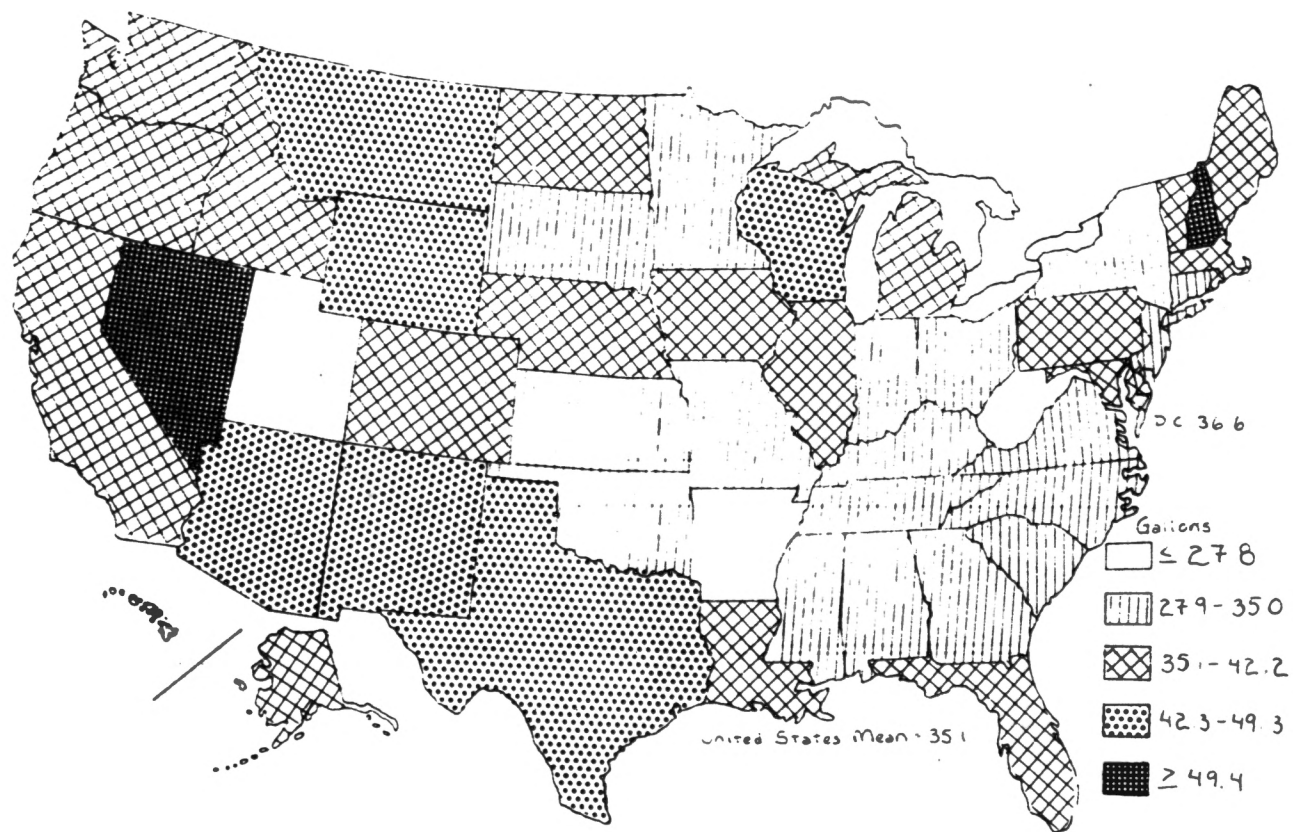 DC 36 6
Gallons
≤ 27 8
27 9 - 35 0
35 1 - 42.2
42.3 - 49.3
≥ 49.4
United States Mean - 35 1